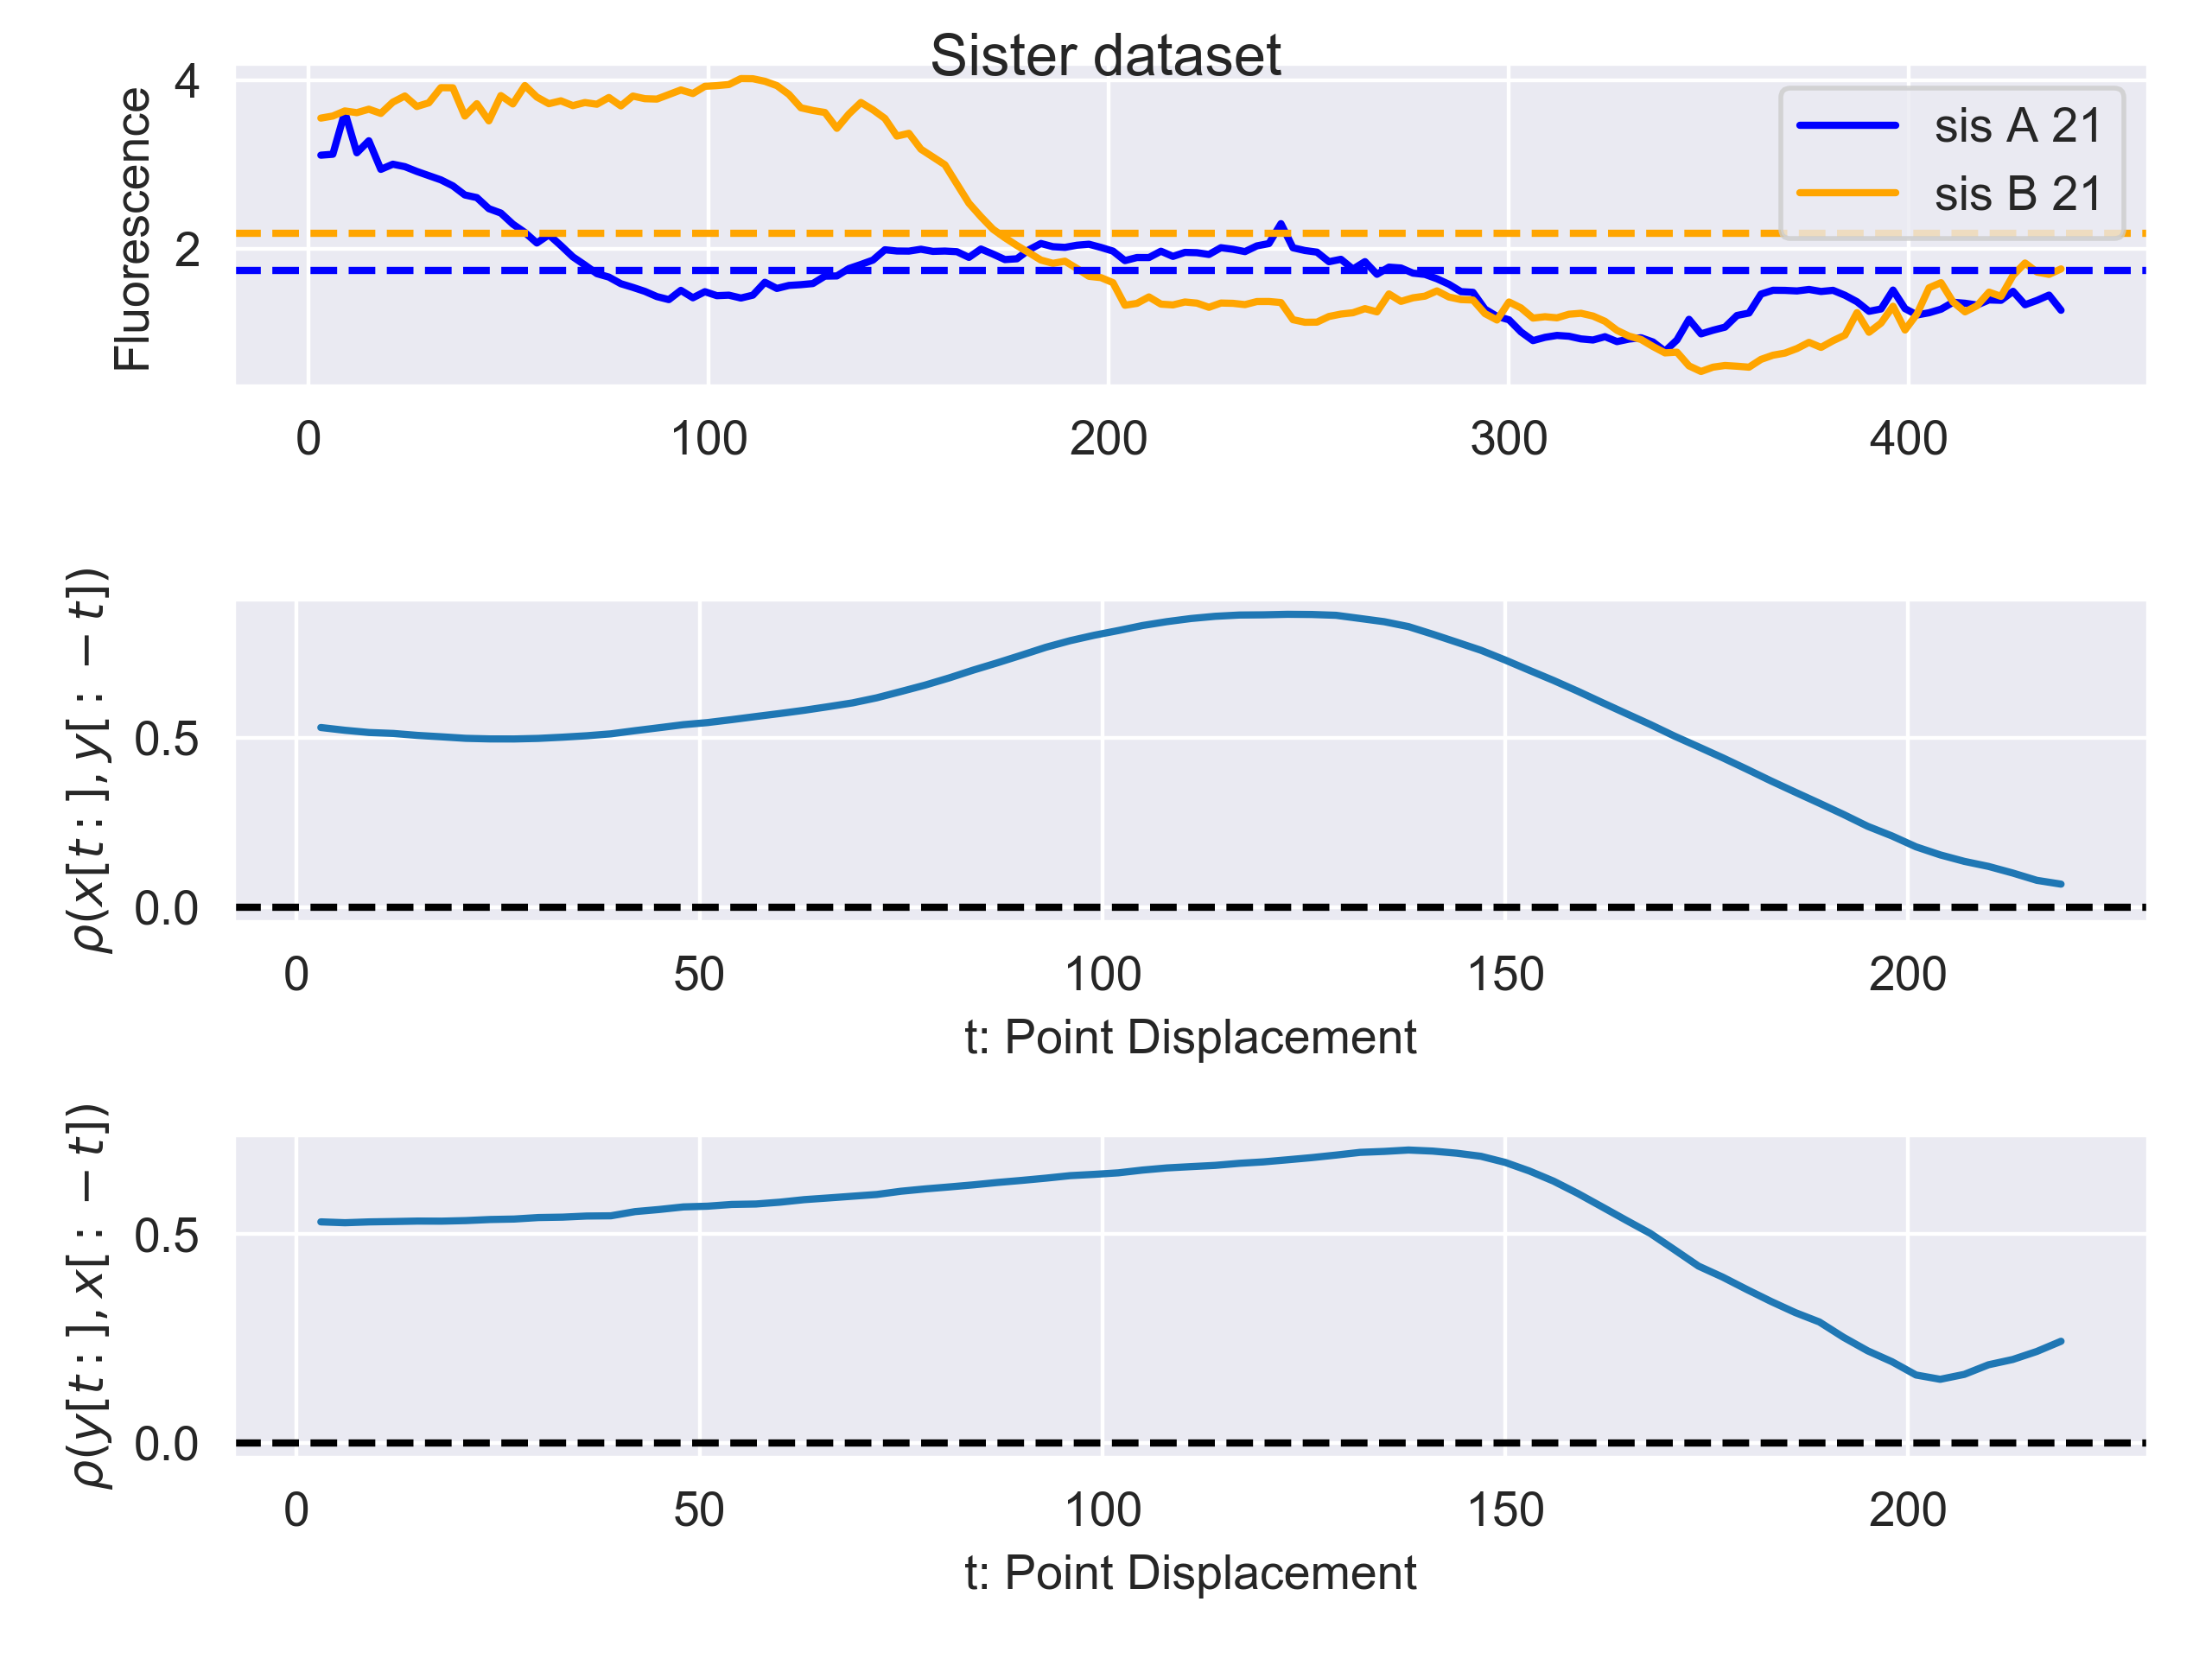 Sister dataset
Fluorescence
4
2
sis A 21
sis B 21
0 100 200 300 400
ρ(x[t:], y[:−t])
0.5
0.0
0 50 100 150 200
t: Point Displacement
ρ(y[t:], x[:−t])
0.5
0.0
0 50 100 150 200
t: Point Displacement